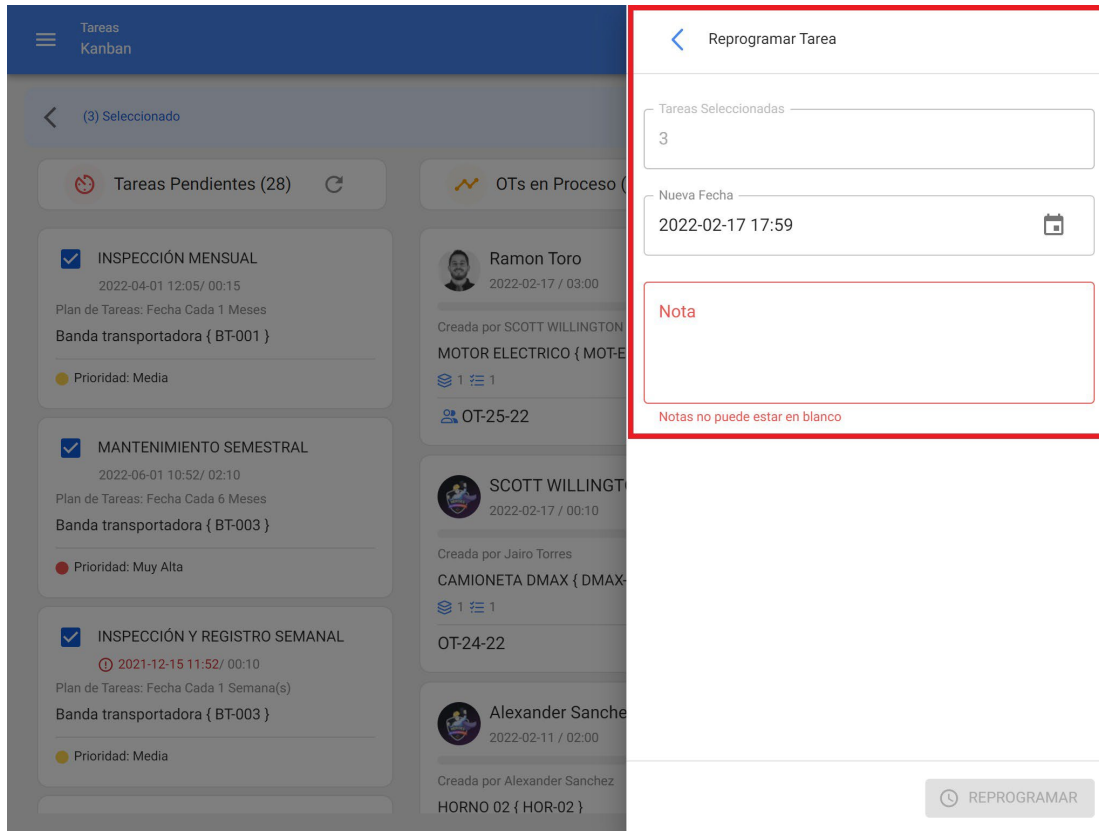 Tareas
Kanban
(3) Seleccionado
Tareas Pendientes (28)
INSPECCIÓN MENSUAL
2022-04-01 12:05/ 00:15
Plan de Tareas: Fecha Cada 1 Meses
Banda transportadora { BT-001 }
Prioridad: Media
MANTENIMIENTO SEMESTRAL
2022-06-01 10:52/ 02:10
Plan de Tareas: Fecha Cada 6 Meses
Banda transportadora { BT-003 }
Prioridad: Muy Alta
INSPECCIÓN Y REGISTRO SEMANAL
2021-12-15 11:52/ 00:10
Plan de Tareas: Fecha Cada 1 Semana(s)
Banda transportadora { BT-003 }
Prioridad: Media
OTs en Proceso (
Ramon Toro
2022-02-17 / 03:00
Creada por SCOTT WILLINGTON
MOTOR ELECTRICO { MOT-E
1 1
OT-25-22
SCOTT WILLINGT
2022-02-17 / 00:10
Creada por Jairo Torres
CAMIONETA DMAX { DMAX-
1 1
OT-24-22
Alexander Sanche
2022-02-11 / 02:00
Creada por Alexander Sanchez
HORNO 02 { HOR-02 }
Reprogramar Tarea
Tareas Seleccionadas
3
Nueva Fecha
2022-02-17 17:59
Nota
Notas no puede estar en blanco
REPROGRAMAR